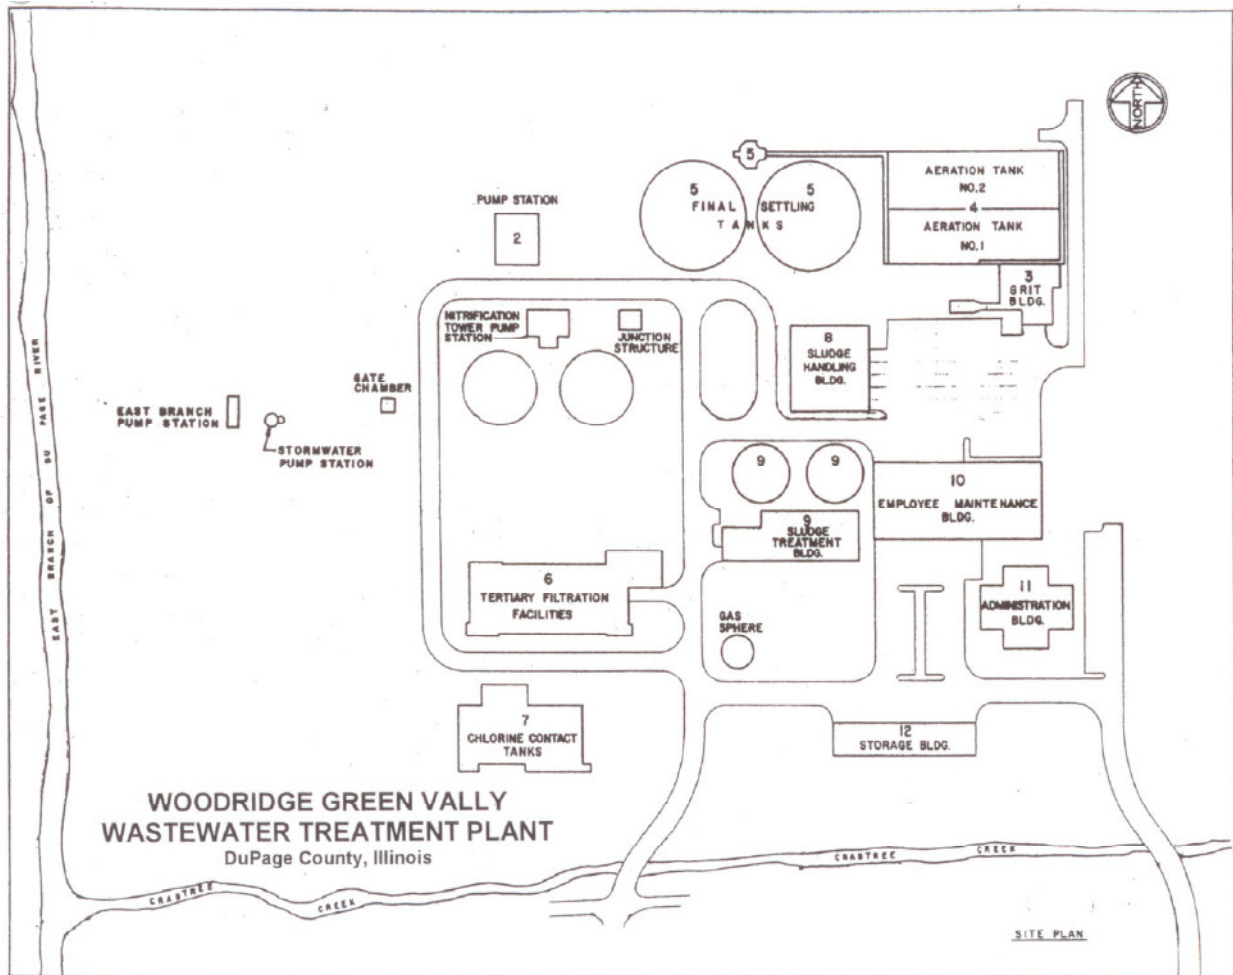 NORTH
5
AERATION TANK
NO. 2
4
AERATION TANK
NO. 1
5
5
FINAL SETTLING
TANKS
PUMP STATION
2
3
GRIT
BLDG.
NITRIFICATION
TOWER PUMP
STATION
JUNCTION
STRUCTURE
8
SLUDGE
HANDLING
BLDG.
GATE
CHAMBER
EAST BRANCH
PUMP STATION
STORMWATER
PUMP STATION
EAST BRANCH OF DU PAGE RIVER
9
9
10
EMPLOYEE MAINTENANCE
BLDG.
9
SLUDGE
TREATMENT
BLDG.
6
TERTIARY FILTRATION
FACILITIES
11
ADMINISTRATION
BLDG.
GAS
SPHERE
7
CHLORINE CONTACT
TANKS
12
STORAGE BLDG.
WOODRIDGE GREEN VALLY
WASTEWATER TREATMENT PLANT
DuPage County, Illinois
CRABTREE CREEK
CRABTREE CREEK
SITE PLAN